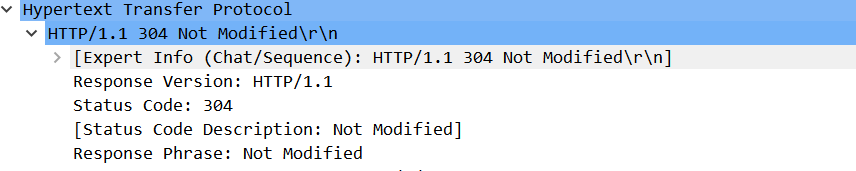 Hypertext Transfer Protocol
HTTP/1.1 304 Not Modified\r\n
[Expert Info (Chat/Sequence): HTTP/1.1 304 Not Modified\r\n]
Response Version: HTTP/1.1
Status Code: 304
[Status Code Description: Not Modified]
Response Phrase: Not Modified